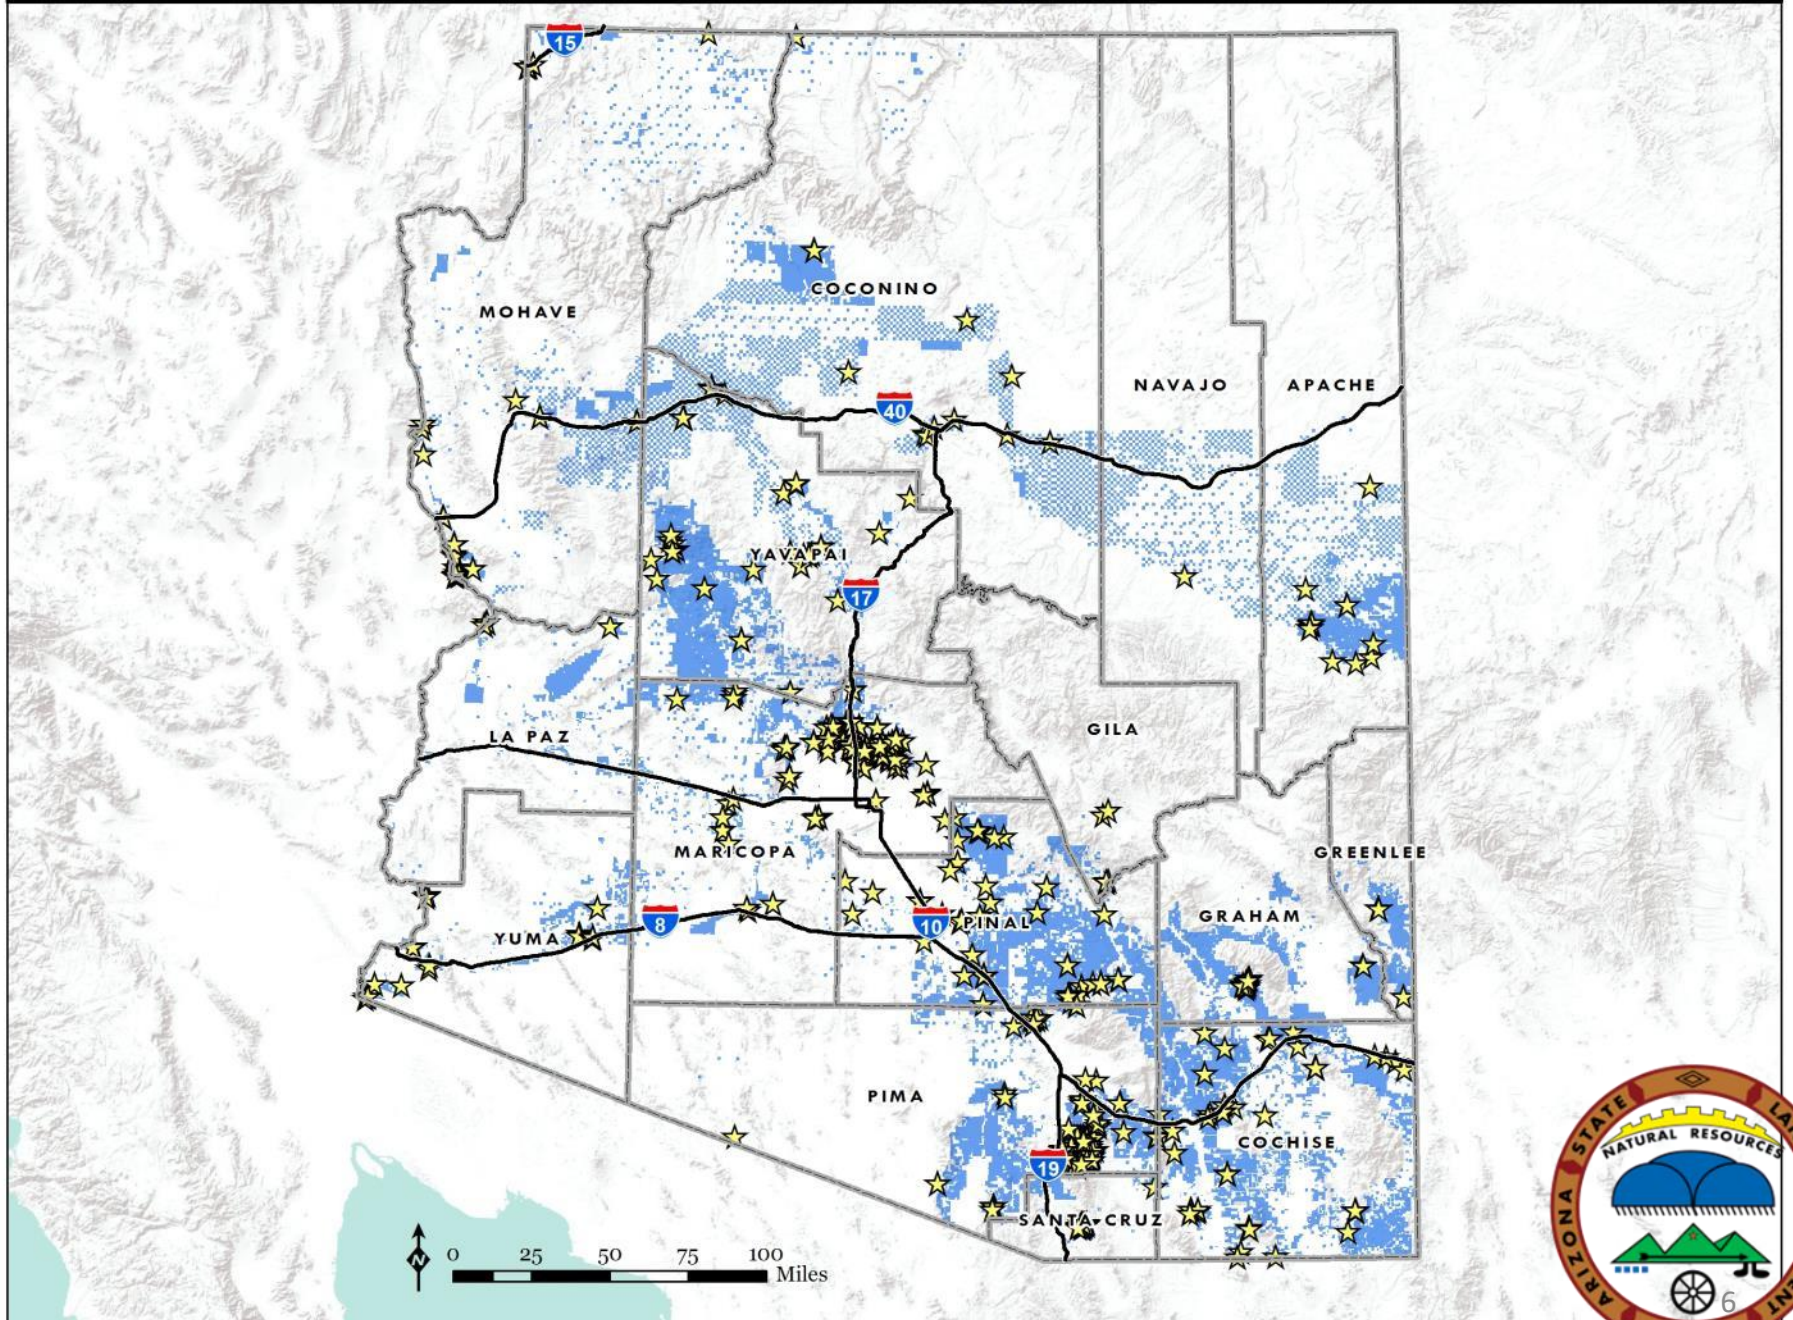 15
COCONINO
MOHAVE
NAVAJO
APACHE
40
YAVAPAI
17
LA PAZ
GILA
MARICOPA
GREENLEE
GRAHAM
8
10
PINAL
YUMA
PIMA
COCHISE
19
SANTA CRUZ
N
0 25 50 75 100
Miles
ARIZONA STATE
NATURAL RESOURCES
6